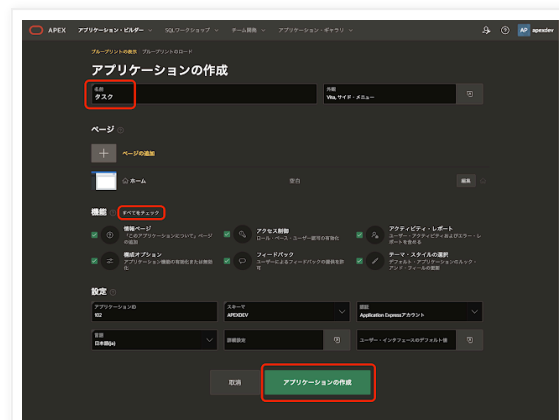 APEX アプリケーション・ビルダー SQLワークショップ チーム開発 アプリケーション・ギャラリ AP apexdev
ブループリントの表示 ブループリントのロード
アプリケーションの作成
名前
タスク
外観
Vita, サイド・メニュー
ページ
ページの追加
ホーム 空白 編集
機能 すべてをチェック
情報ページ
「このアプリケーションについて」ページの追加
アクセス制御
ロール・ベース・ユーザー認可の有効化
アクティビティ・レポート
ユーザー・アクティビティおよびエラー・レポートを含める
構成オプション
アプリケーション機能の有効化または無効化
フィードバック
ユーザーによるフィードバックの提供を許可
テーマ・スタイルの選択
デフォルト・アプリケーションのルック・アンド・フィールの更新
設定
アプリケーションID
102
スキーマ
APEXDEV
認証
Application Expressアカウント
言語
日本語(ja)
詳細設定
ユーザー・インタフェースのデフォルト値
取消 アプリケーションの作成